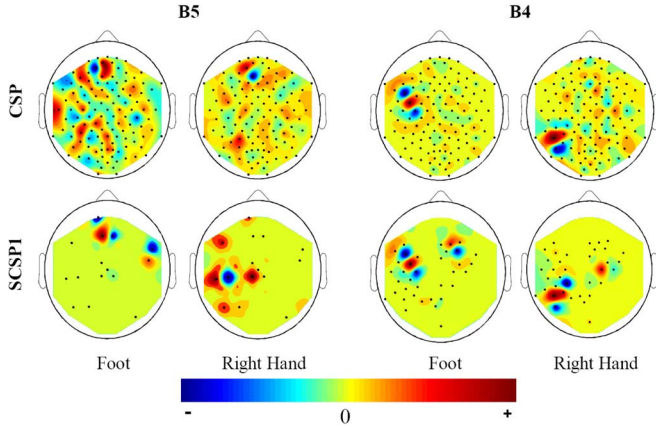 B5 B4
CSP
SCSP1
Foot Right Hand Foot Right Hand
- 0 +